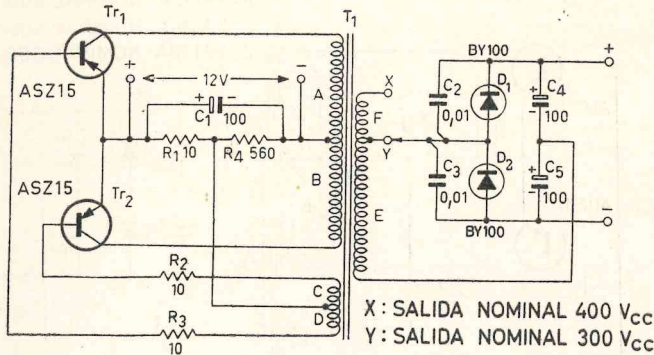 Tr1
T1
ASZ15
+
12V
-
+
-
C1
100
R1 10
R4 560
A
B
ASZ15
Tr2
R2
10
R3
10
C
D
X
F
Y
E
BY100
+
C2
0,01
D1
+
C4
-
100
C3
0,01
D2
+
C5
-
100
BY100
-
X: SALIDA NOMINAL 400 VCC
Y: SALIDA NOMINAL 300 VCC